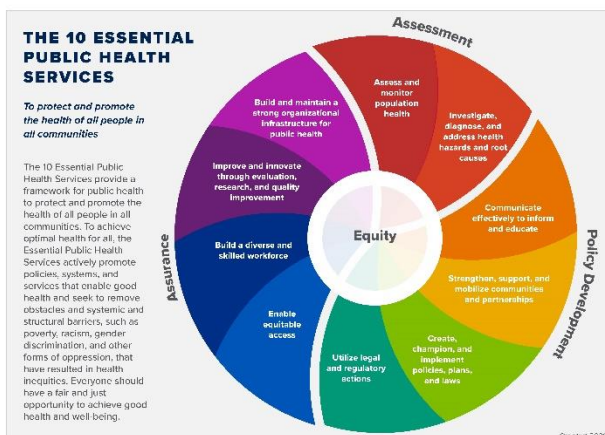 THE 10 ESSENTIAL
PUBLIC HEALTH
SERVICES
To protect and promote
the health of all people in
all communities
The 10 Essential Public
Health Services provide a
framework for public health
to protect and promote the
health of all people in all
communities. To achieve
optimal health for all, the
Essential Public Health
Services actively promote
policies, systems, and
services that enable good
health and seek to remove
obstacles and systemic and
structural barriers, such as
poverty, racism, gender
discrimination, and other
forms of oppression, that
have resulted in health
inequities. Everyone should
have a fair and just
opportunity to achieve good
health and well-being.
Assessment
Assess and
monitor
population
health
Investigate,
diagnose, and
address health
hazards and root
causes
Policy Development
Communicate
effectively to inform
and educate
Strengthen, support, and
mobilize communities
and partnerships
Create,
champion, and
implement
policies, plans,
and laws
Utilize legal
and regulatory
actions
Assurance
Enable
equitable
access
Build a diverse and
skilled workforce
Improve and innovate
through evaluation,
research, and quality
improvement
Build and maintain a
strong organizational
infrastructure for
public health
Equity